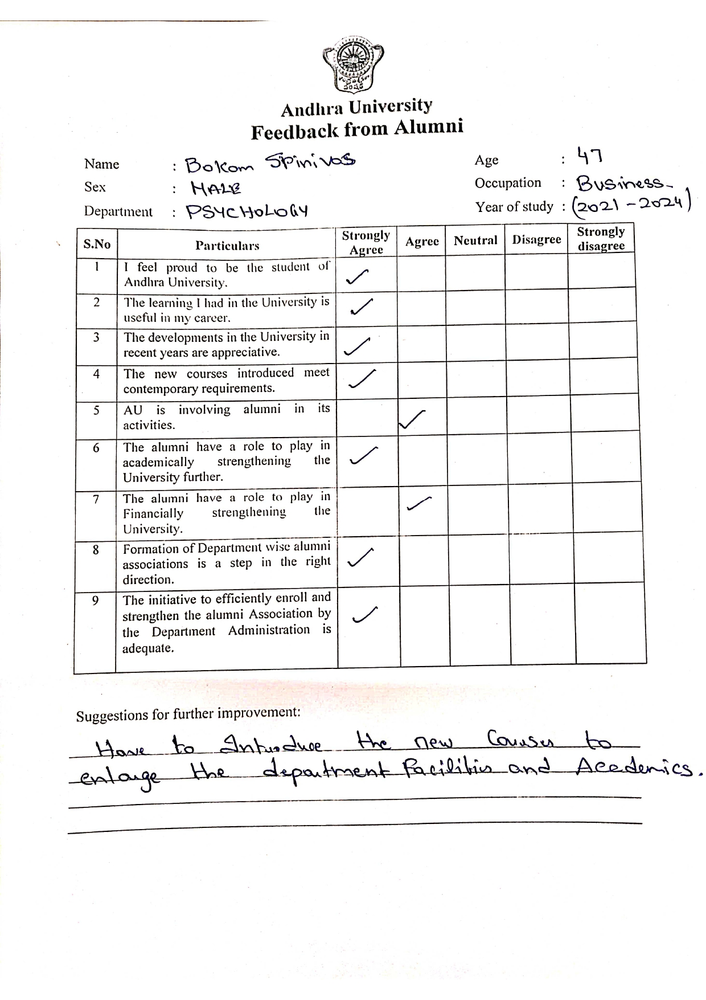 Andhra University
Feedback from Alumni
Name : Bokam Srinivas
Age : 47
Sex : MALE
Occupation : Business-
Department : PSYCHOLOGY
Year of study : (2021-2024)
S.No Particulars Strongly Agree Agree Neutral Disagree Strongly disagree
1 I feel proud to be the student of
Andhra University. ✓
2 The learning I had in the University is
useful in my career. ✓
3 The developments in the University in
recent years are appreciative. ✓
4 The new courses introduced meet
contemporary requirements. ✓
5 AU is involving alumni in its
activities. ✓
6 The alumni have a role to play in
academically strengthening the
University further. ✓
7 The alumni have a role to play in
Financially strengthening the
University. ✓
8 Formation of Department wise alumni
associations is a step in the right
direction. ✓
9 The initiative to efficiently enroll and
strengthen the alumni Association by
the Department Administration is
adequate. ✓
Suggestions for further improvement:
Have to Introduce the new Courses to
enlarge the department Facilities and Academics.